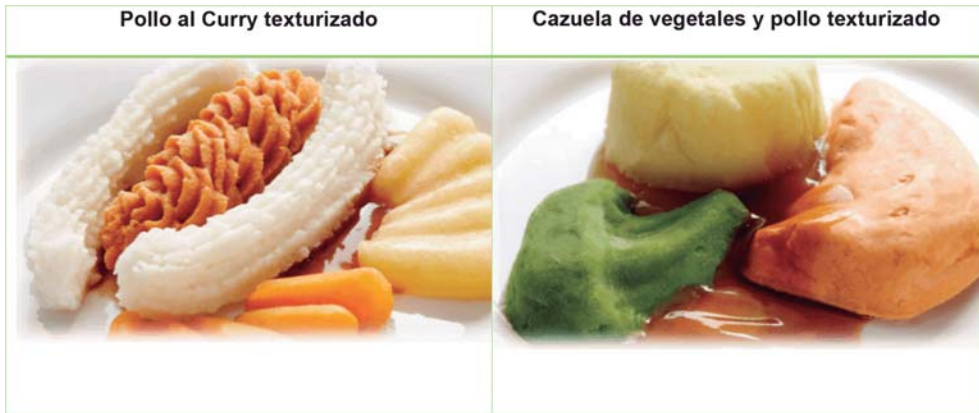 Pollo al Curry texturizado
Cazuela de vegetales y pollo texturizado